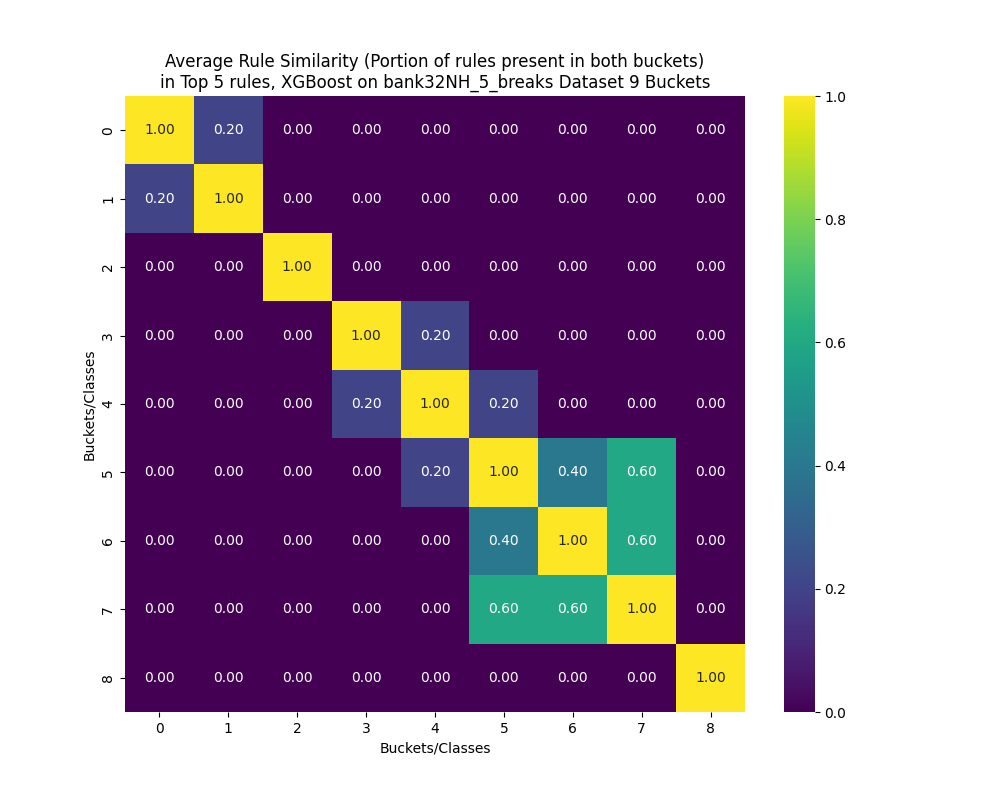 Average Rule Similarity (Portion of rules present in both buckets)
in Top 5 rules, XGBoost on bank32NH_5_breaks Dataset 9 Buckets
0 1.00 0.20 0.00 0.00 0.00 0.00 0.00 0.00 0.00
1 0.20 1.00 0.00 0.00 0.00 0.00 0.00 0.00 0.00
2 0.00 0.00 1.00 0.00 0.00 0.00 0.00 0.00 0.00
3 0.00 0.00 0.00 1.00 0.20 0.00 0.00 0.00 0.00
4 0.00 0.00 0.00 0.20 1.00 0.20 0.00 0.00 0.00
5 0.00 0.00 0.00 0.00 0.20 1.00 0.40 0.60 0.00
6 0.00 0.00 0.00 0.00 0.00 0.40 1.00 0.60 0.00
7 0.00 0.00 0.00 0.00 0.00 0.60 0.60 1.00 0.00
8 0.00 0.00 0.00 0.00 0.00 0.00 0.00 0.00 1.00
0 1 2 3 4 5 6 7 8
Buckets/Classes
Buckets/Classes
1.0
0.8
0.6
0.4
0.2
0.0